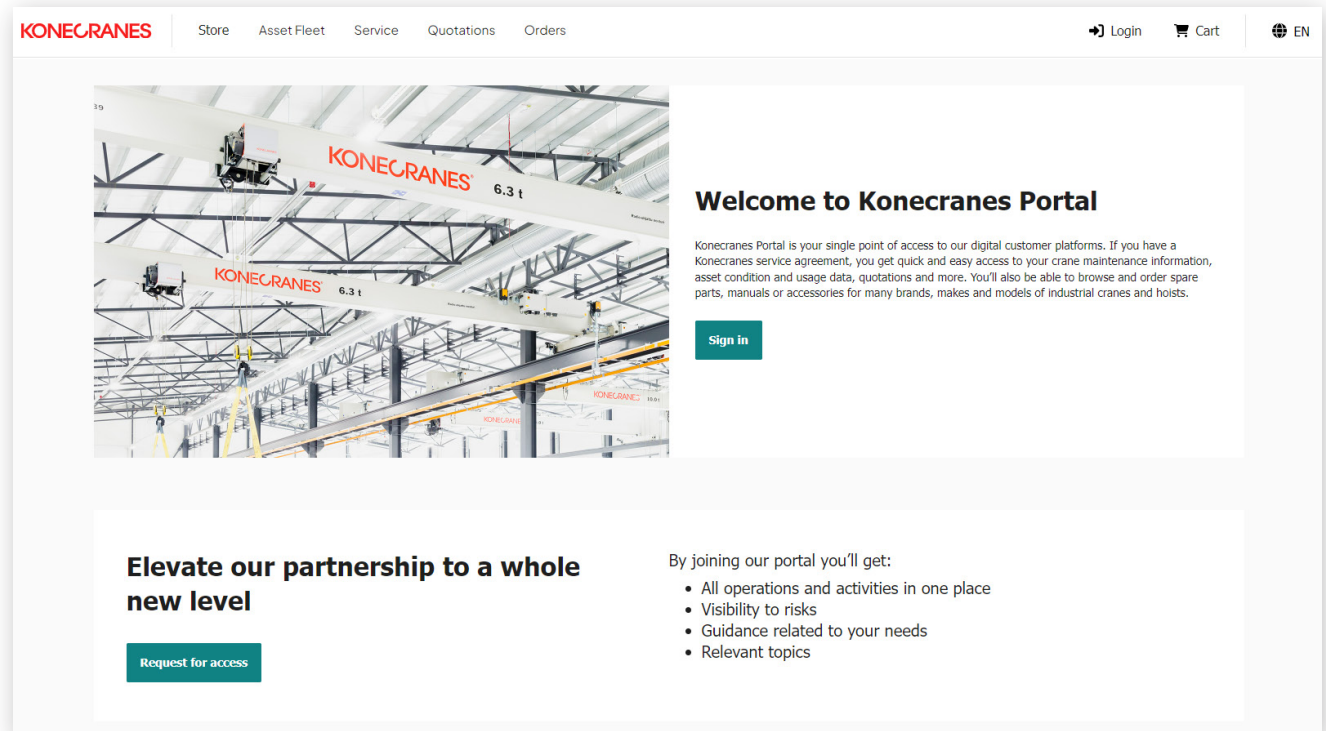 KONECRANES
Store
Asset Fleet
Service
Quotations
Orders
Login
Cart
EN
39
KONECRANES
6.3 t
KONECRANES
6.3 t
KONECRANES
10.0 t
KONECRANES
Welcome to Konecranes Portal
Konecranes Portal is your single point of access to our digital customer platforms. If you have a
Konecranes service agreement, you get quick and easy access to your crane maintenance information,
asset condition and usage data, quotations and more. You'll also be able to browse and order spare
parts, manuals or accessories for many brands, makes and models of industrial cranes and hoists.
Sign in
Elevate our partnership to a whole
new level
Request for access
By joining our portal you'll get:
• All operations and activities in one place
• Visibility to risks
• Guidance related to your needs
• Relevant topics